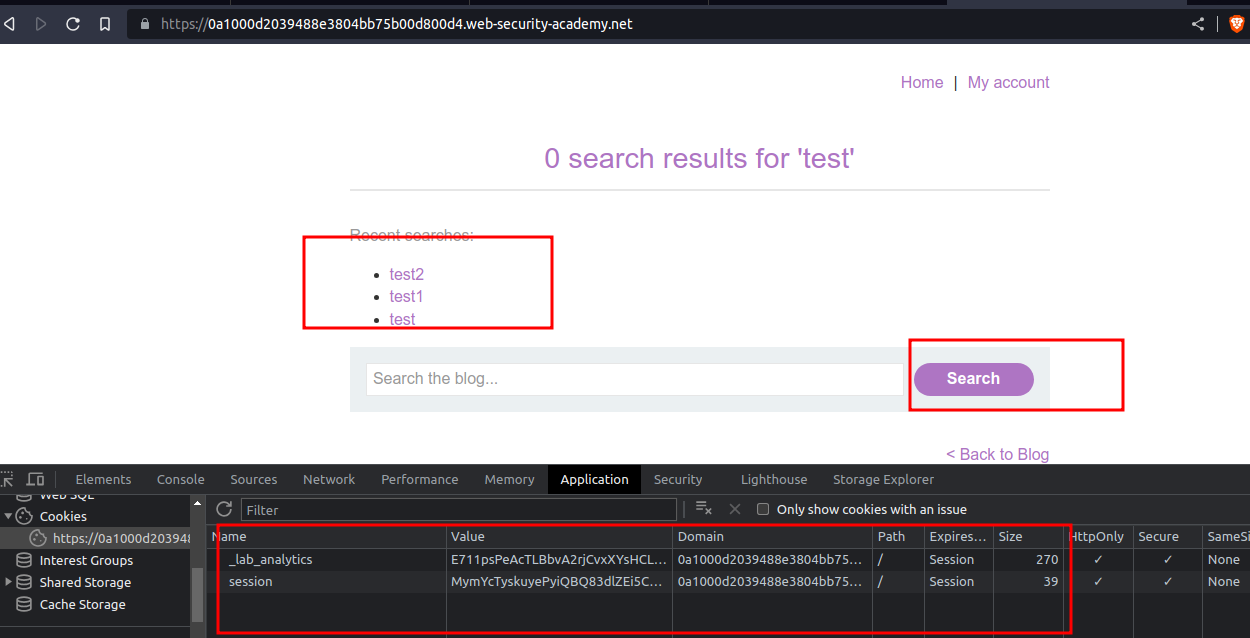 https://0a1000d2039488e3804bb75b00d800d4.web-security-academy.net
Home | My account
0 search results for 'test'
Recent searches:
test2
test1
test
Search the blog... Search
< Back to Blog
Elements Console Sources Network Performance Memory Application Security Lighthouse Storage Explorer
Web SQL
Cookies
https://0a1000d203948
Interest Groups
Shared Storage
Cache Storage
Filter Only show cookies with an issue
Name Value Domain Path Expires... Size HttpOnly Secure SameSi
_lab_analytics E711psPeAcTLBbvA2rjCvxXYsHCL... 0a1000d2039488e3804bb75... / Session 270 ✓ ✓ None
session MymYcTyskuyePyiQBQ83dlZEi5C... 0a1000d2039488e3804bb75... / Session 39 ✓ ✓ None